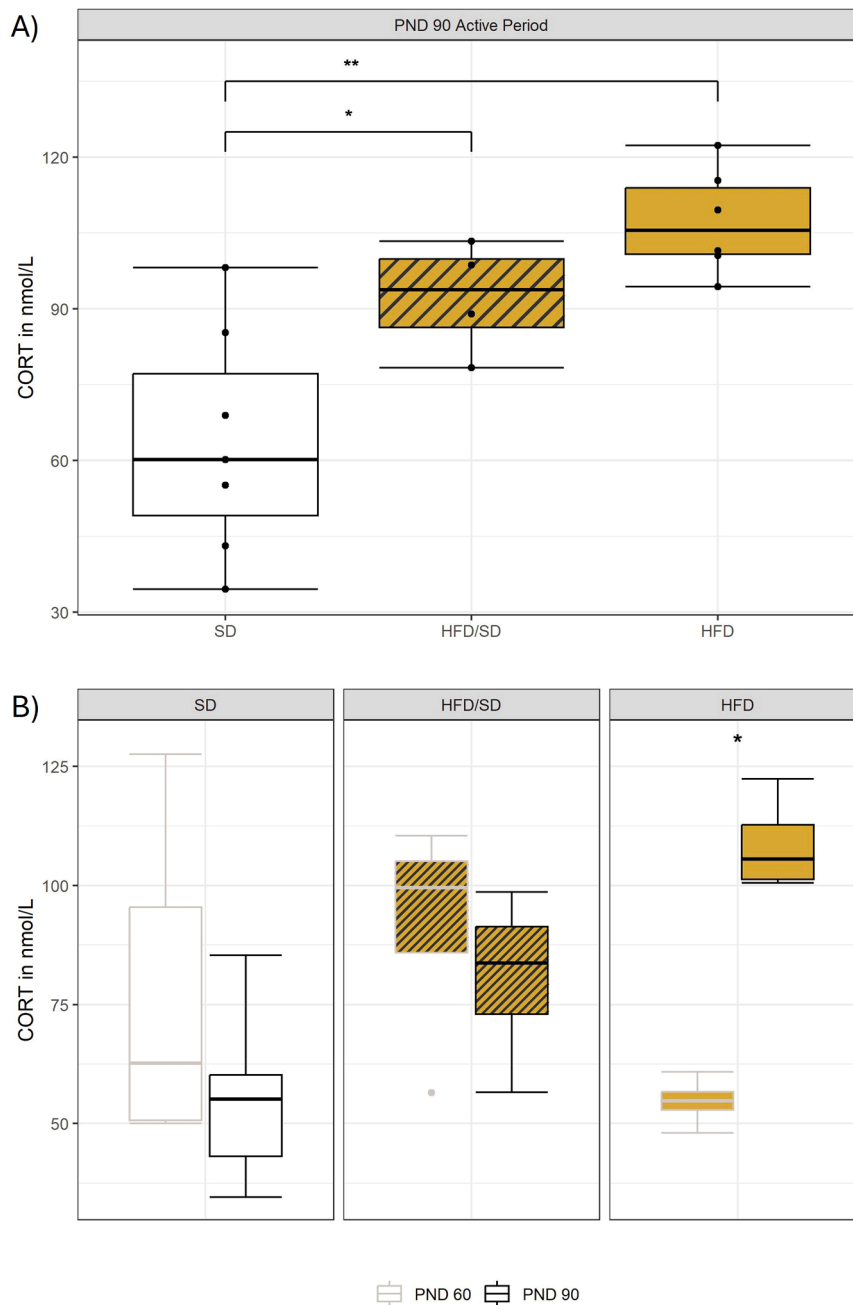 A)
PND 90 Active Period
**
*
120
90
60
30
CORT in nmol/L
SD HFD/SD HFD
B)
SD HFD/SD HFD
*
125
100
75
50
CORT in nmol/L
PND 60 PND 90